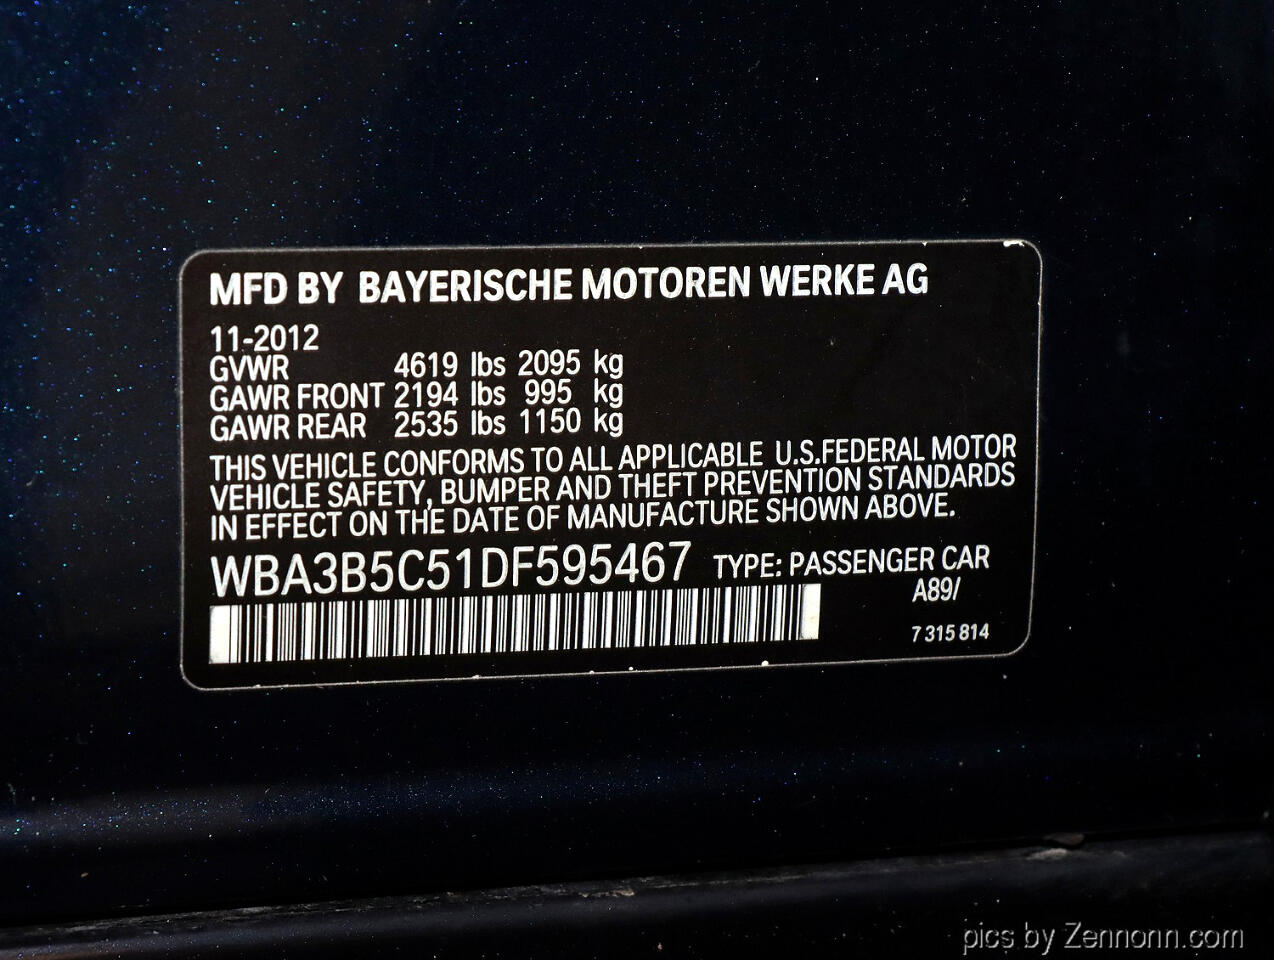 MFD BY BAYERISCHE MOTOREN WERKE AG
11-2012
GVWR 4619 lbs 2095 kg
GAWR FRONT 2194 lbs 995 kg
GAWR REAR 2535 lbs 1150 kg
THIS VEHICLE CONFORMS TO ALL APPLICABLE U.S.FEDERAL MOTOR
VEHICLE SAFETY, BUMPER AND THEFT PREVENTION STANDARDS
IN EFFECT ON THE DATE OF MANUFACTURE SHOWN ABOVE.
WBA3B5C51DF595467 TYPE: PASSENGER CAR
A89/
7 315 814
pics by Zennonn.com